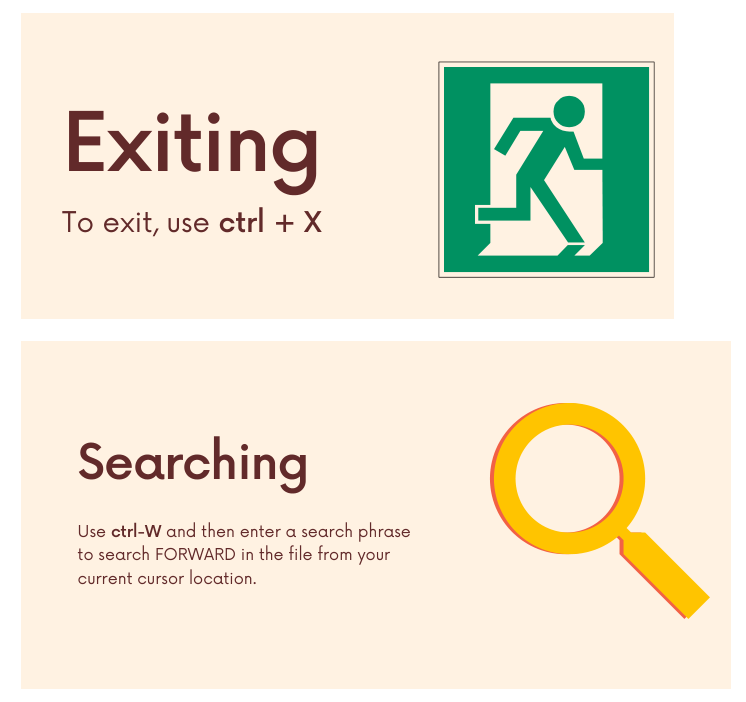 Exiting
To exit, use ctrl + X
Searching
Use ctrl-W and then enter a search phrase
to search FORWARD in the file from your
current cursor location.